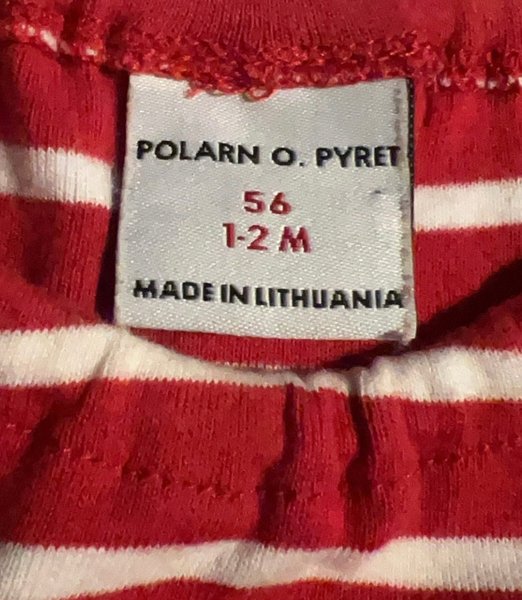 POLARN O. PYRET
56
1-2 M
MADE IN LITHUANIA